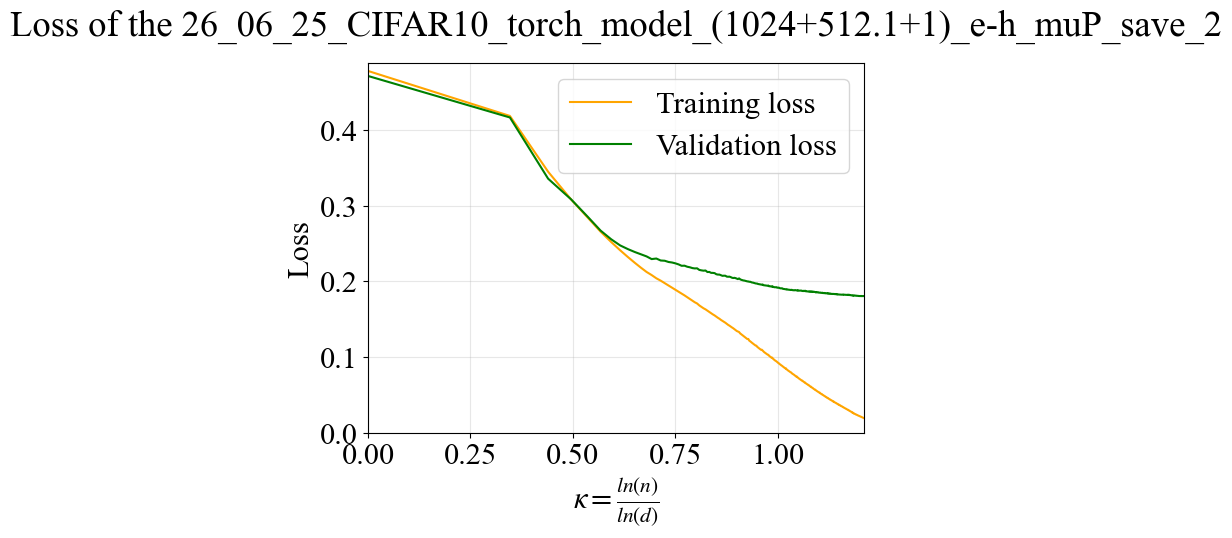 Loss of the 26_06_25_CIFAR10_torch_model_(1024+512.1+1)_e-h_muP_save_2
Training loss
Validation loss
Loss
0.4
0.3
0.2
0.1
0.0
0.00 0.25 0.50 0.75 1.00
κ = ln(n) / ln(d)